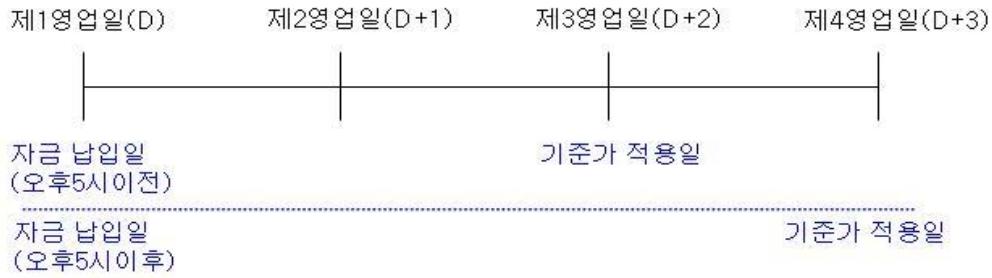 제1영업일(D) 제2영업일(D+1) 제3영업일(D+2) 제4영업일(D+3)
자금 납입일 기준가 적용일
(오후5시이전)
자금 납입일 기준가 적용일
(오후5시이후)